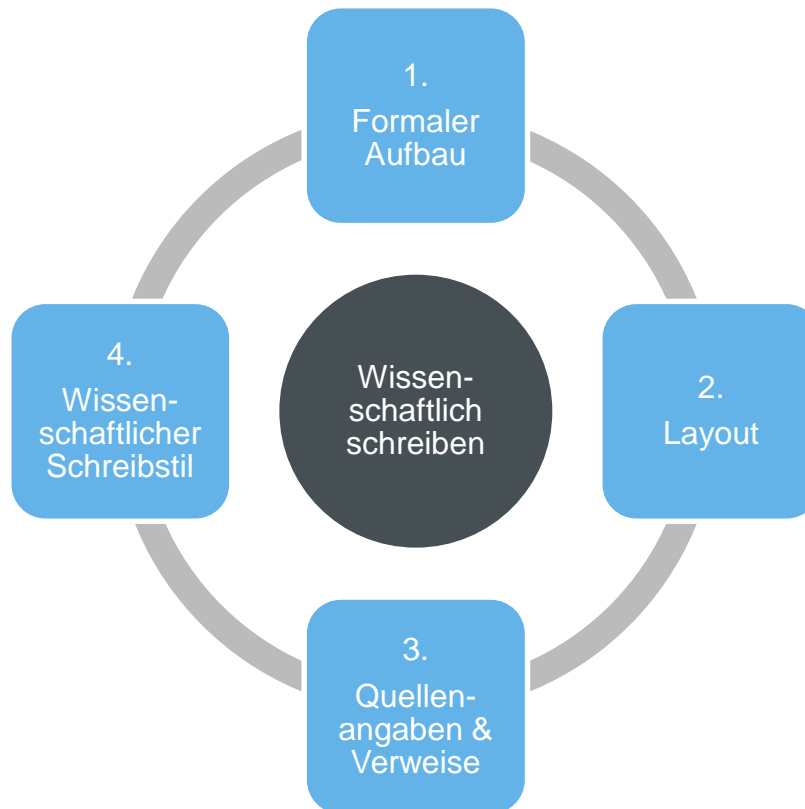 1.
Formaler
Aufbau
4.
Wissen-
schaftlicher
Schreibstil
Wissen-
schaftlich
schreiben
2.
Layout
3.
Quellen-
angaben &
Verweise